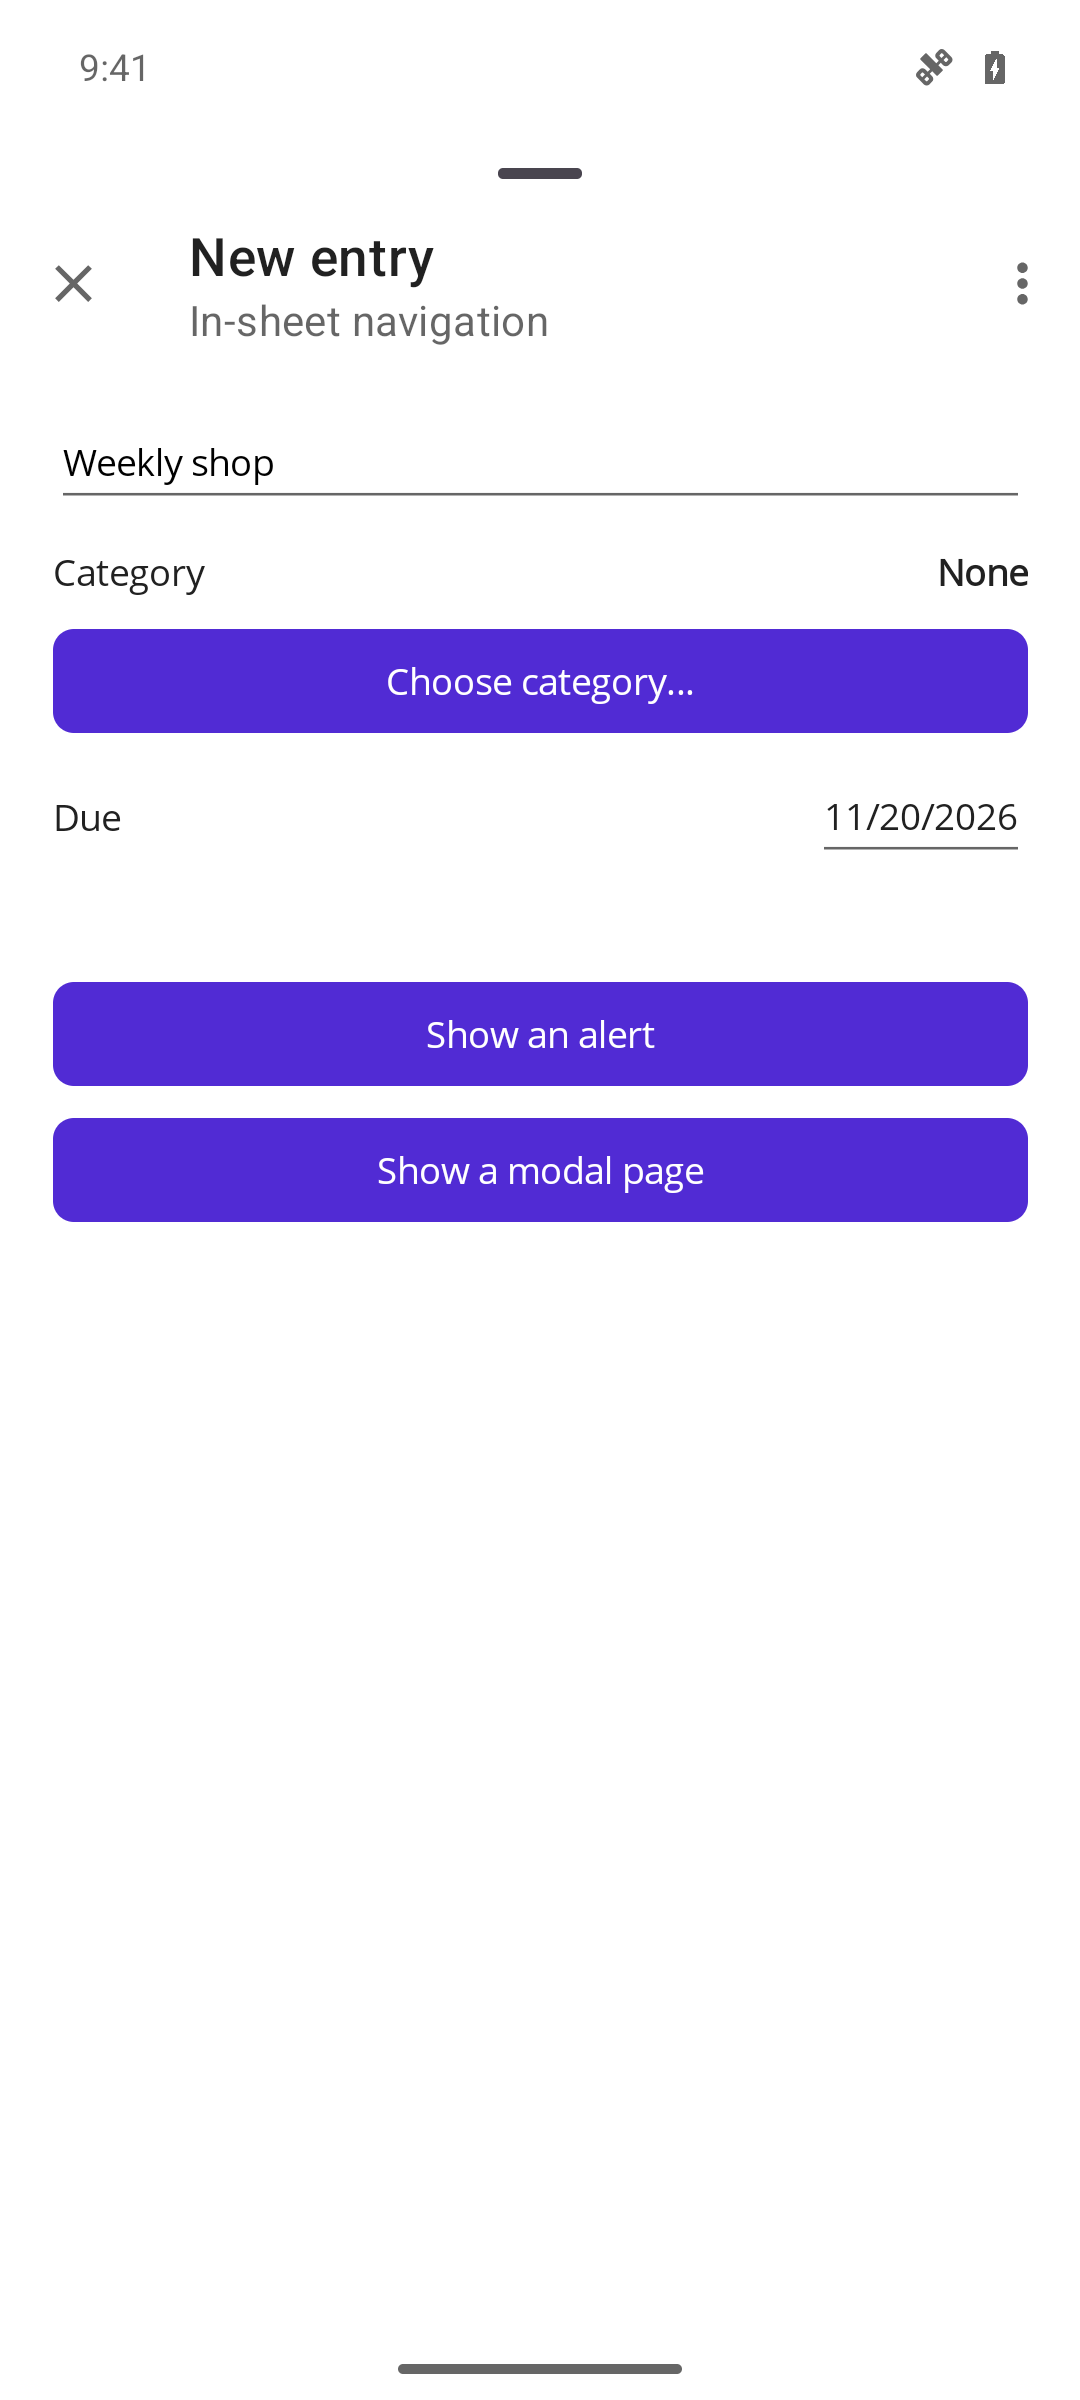 9:41
New entry
In-sheet navigation
Weekly shop
Category
None
Choose category...
Due
11/20/2026
Show an alert
Show a modal page